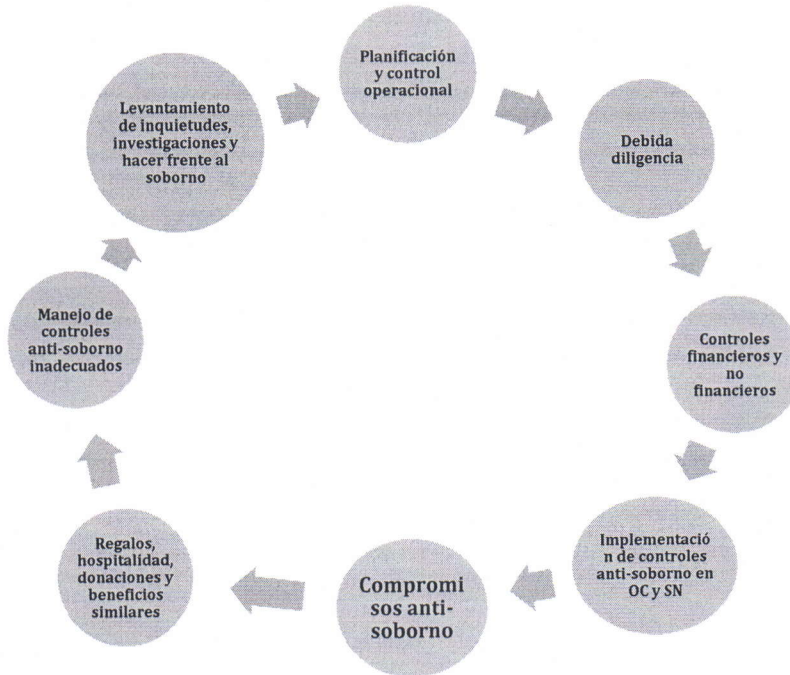 Planificación
y control
operacional
Debida
diligencia
Controles
financieros y
no
financieros
Implementació
n de controles
anti-soborno en
OC y SN
Compromi
sos anti-
soborno
Regalos,
hospitalidad,
donaciones y
beneficios
similares
Manejo de
controles
anti-soborno
inadecuados
Levantamiento
de inquietudes,
investigaciones y
hacer frente al
soborno